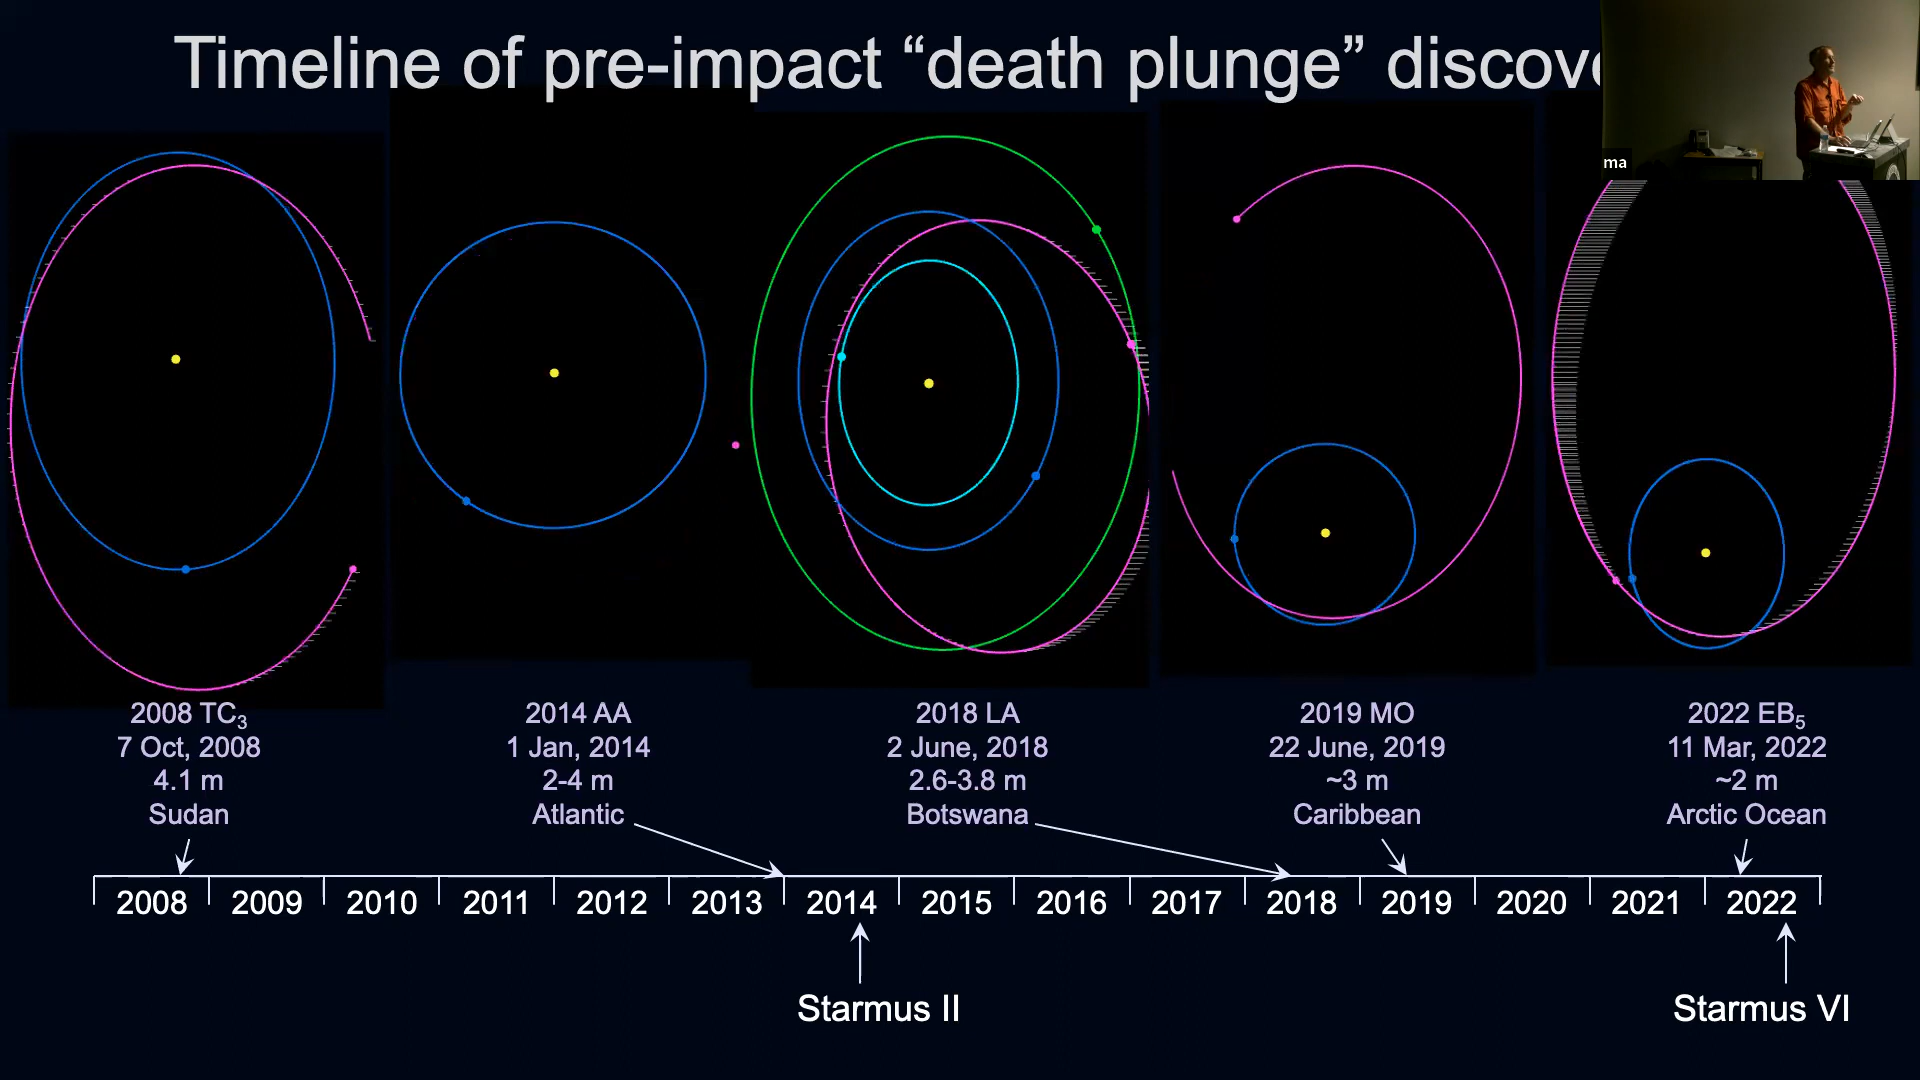 Timeline of pre-impact “death plunge” discove
ma
2008 TC₃
7 Oct, 2008
4.1 m
Sudan
2014 AA
1 Jan, 2014
2-4 m
Atlantic
2018 LA
2 June, 2018
2.6-3.8 m
Botswana
2019 MO
22 June, 2019
~3 m
Caribbean
2022 EB₅
11 Mar, 2022
~2 m
Arctic Ocean
2008 2009 2010 2011 2012 2013 2014 2015 2016 2017 2018 2019 2020 2021 2022
Starmus II
Starmus VI